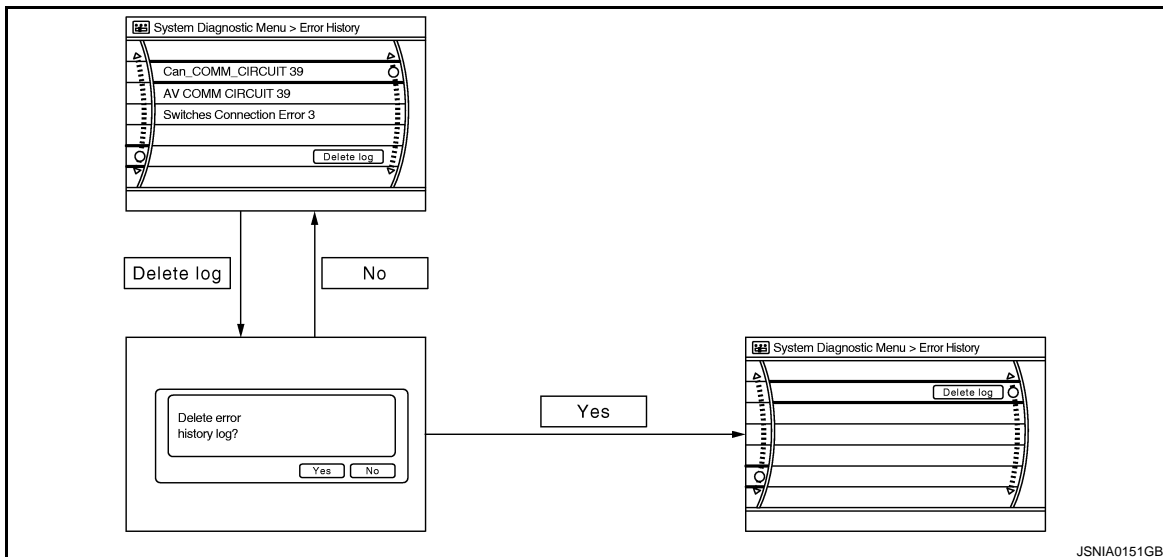 System Diagnostic Menu > Error History
Can_COMM_CIRCUIT 39
AV COMM CIRCUIT 39
Switches Connection Error 3
Delete log
Delete log
No
Delete error
history log?
Yes
No
Yes
System Diagnostic Menu > Error History
Delete log
JSNIA0151GB